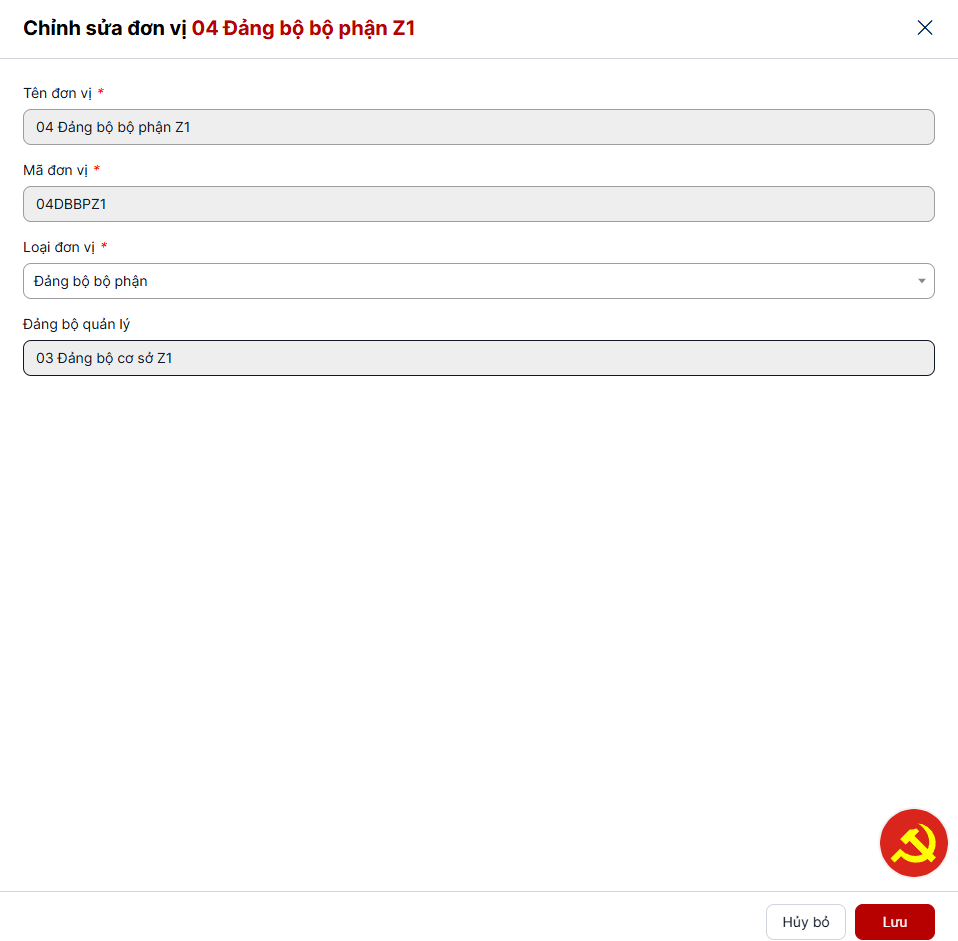 Chỉnh sửa đơn vị 04 Đảng bộ bộ phận Z1
Tên đơn vị *
04 Đảng bộ bộ phận Z1
Mã đơn vị *
04DBBPZ1
Loại đơn vị *
Đảng bộ bộ phận
Đảng bộ quản lý
03 Đảng bộ cơ sở Z1
Hủy bỏ
Lưu